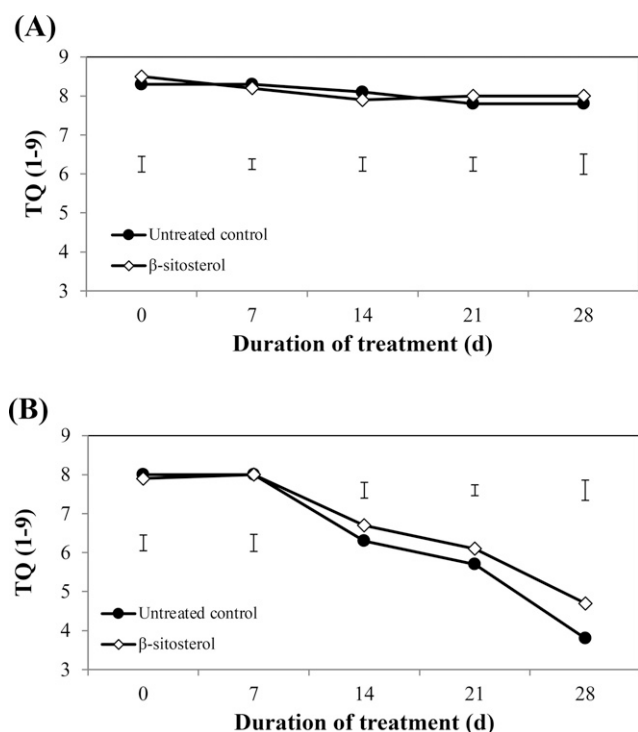 (A)
9
8
7
6
5
4
3
TQ (1-9)
Untreated control
β-sitosterol
0 7 14 21 28
Duration of treatment (d)
(B)
9
8
7
6
5
4
3
TQ (1-9)
Untreated control
β-sitosterol
0 7 14 21 28
Duration of treatment (d)